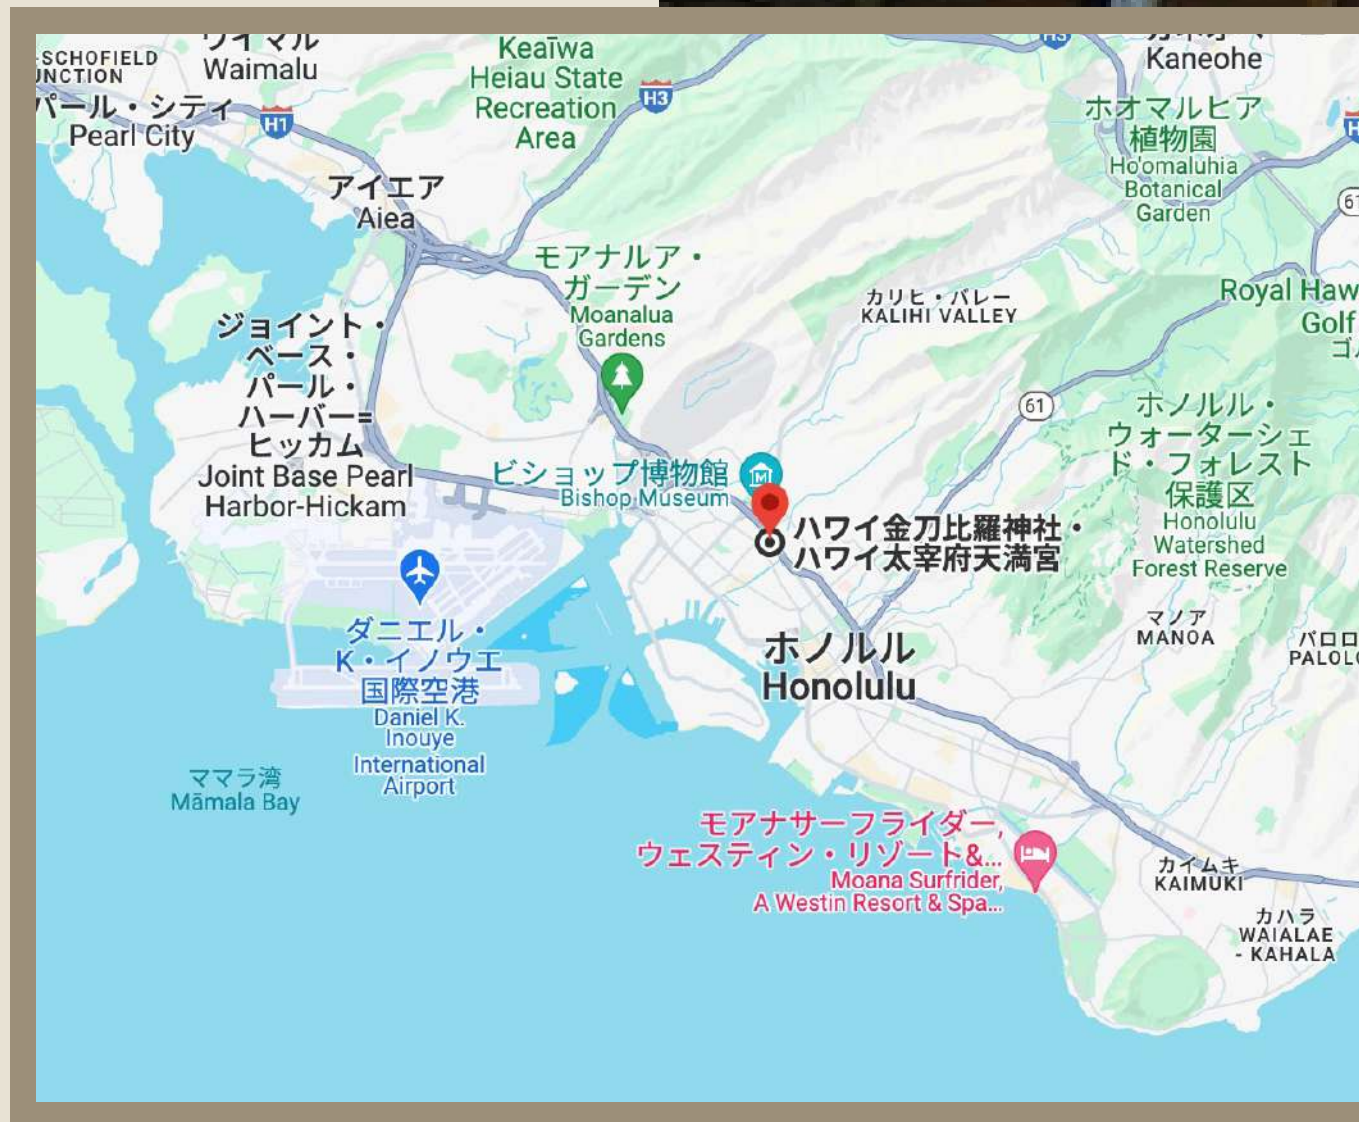 ワイマル
Waimalu
SCHOFIELD
JNCTION
パール・シティ
Pearl City
H1
Keaīwa
Heiau State
Recreation
Area
H3
H3
Kaneohe
ホオマルヒア
植物園
Ho'omaluhia
Botanical
Garden
アイエア
Aiea
モアナルア・
ガーデン
Moanalua
Gardens
カリヒ・バレー
KALIHI VALLEY
Royal Haw
Golf
ジョイント・
ベース・
パール・
ハーバー=
ヒッカム
Joint Base Pearl
Harbor-Hickam
61
ホノルル・
ウォーターシェ
ド・フォレスト
保護区
Honolulu
Watershed
Forest Reserve
ビショップ博物館
Bishop Museum
ハワイ金刀比羅神社・
ハワイ太宰府天満宮
ダニエル・
K・イノウエ
国際空港
Daniel K.
Inouye
International
Airport
ホノルル
Honolulu
マノア
MANOA
パロロ
PALOLO
ママラ湾
Māmala Bay
モアナサーフライダー,
ウェスティン・リゾート&...
Moana Surfrider,
A Westin Resort & Spa...
カイムキ
KAIMUKI
カハラ
WAIALAE
- KAHALA